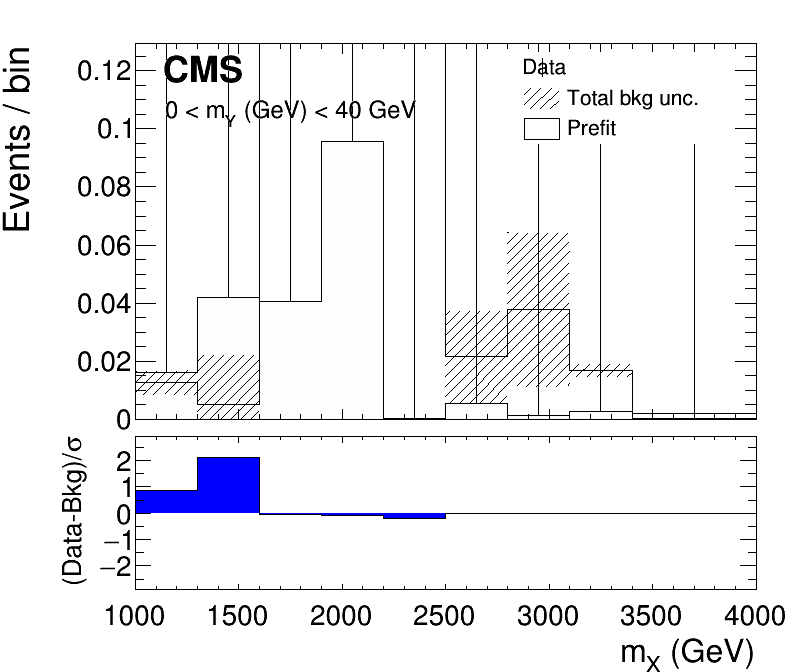 CMS
0 < mY (GeV) < 40 GeV
Data
Total bkg unc.
Prefit
Events / bin
0.12
0.1
0.08
0.06
0.04
0.02
0
(Data-Bkg)/σ
2
1
0
−1
−2
1000 1500 2000 2500 3000 3500 4000
mX (GeV)